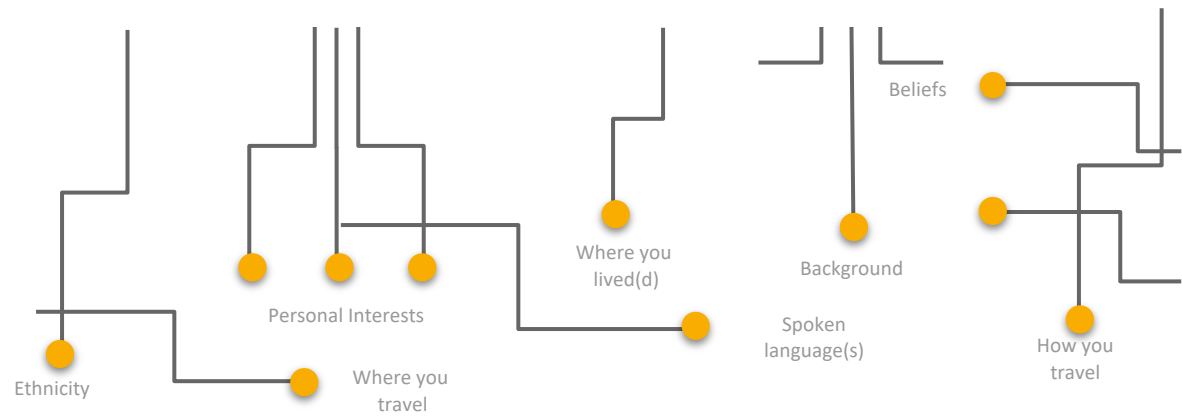 Beliefs
Where you
lived(d)
Background
Personal Interests
Spoken
language(s)
How you
travel
Ethnicity
Where you
travel